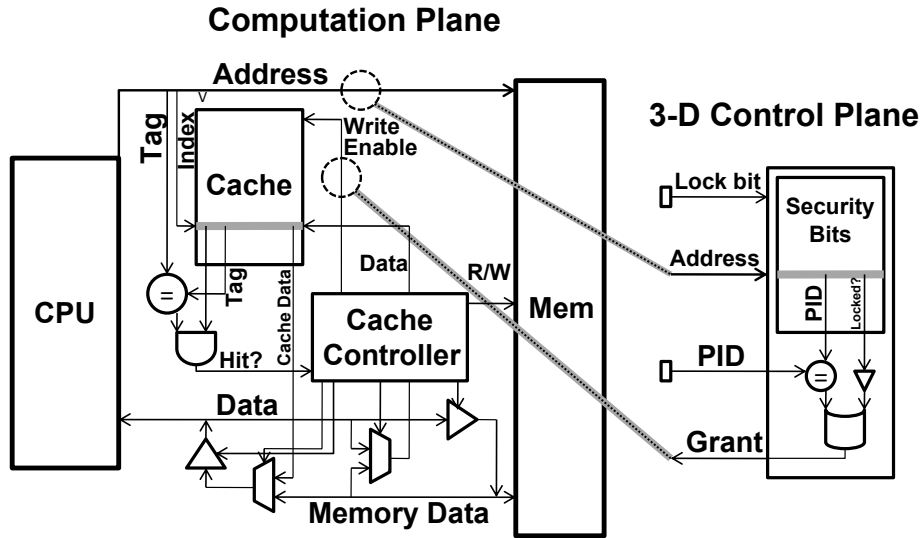 Computation Plane
Address
3-D Control Plane
Tag
Index
V
Write
Enable
Cache
Lock bit
Security
Bits
Address
Data
R/W
Tag
Cache Data
PID
Locked?
=
CPU
Mem
Cache
Controller
Hit?
PID
=
Data
Grant
Memory Data